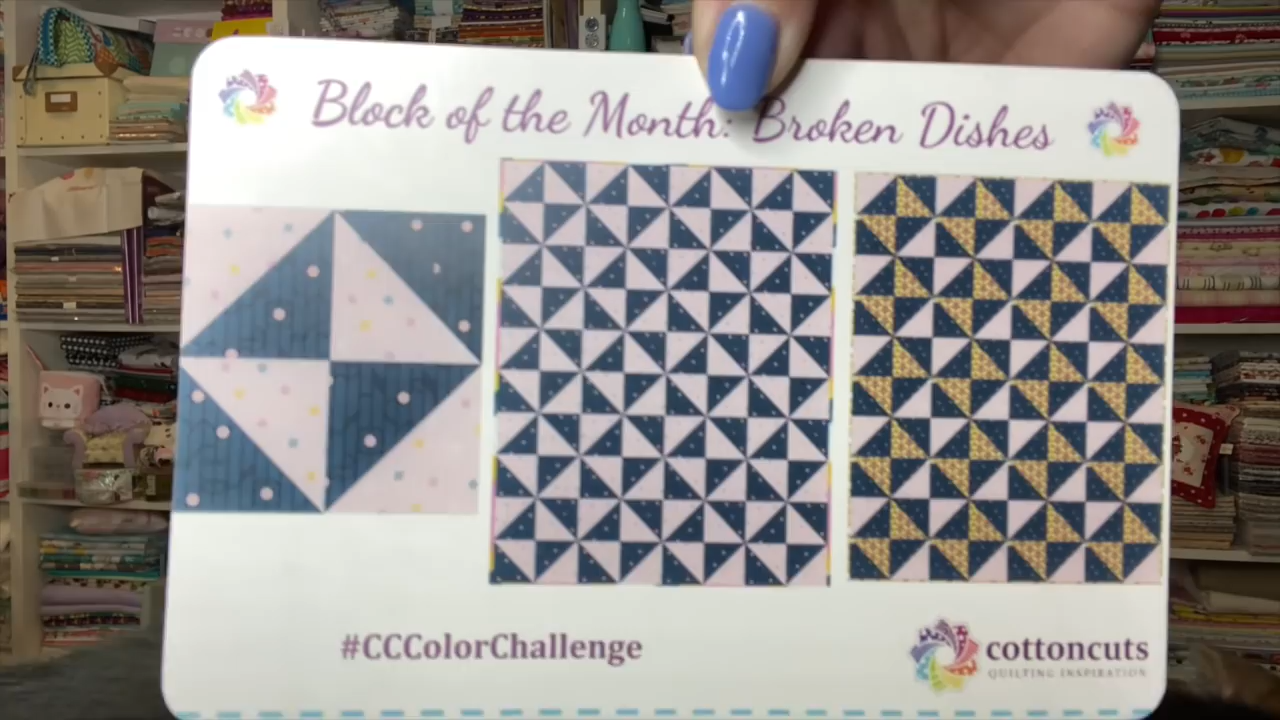 Block of the Month: Broken Dishes
#CCColorChallenge
cottoncuts
QUILTING INSPIRATION